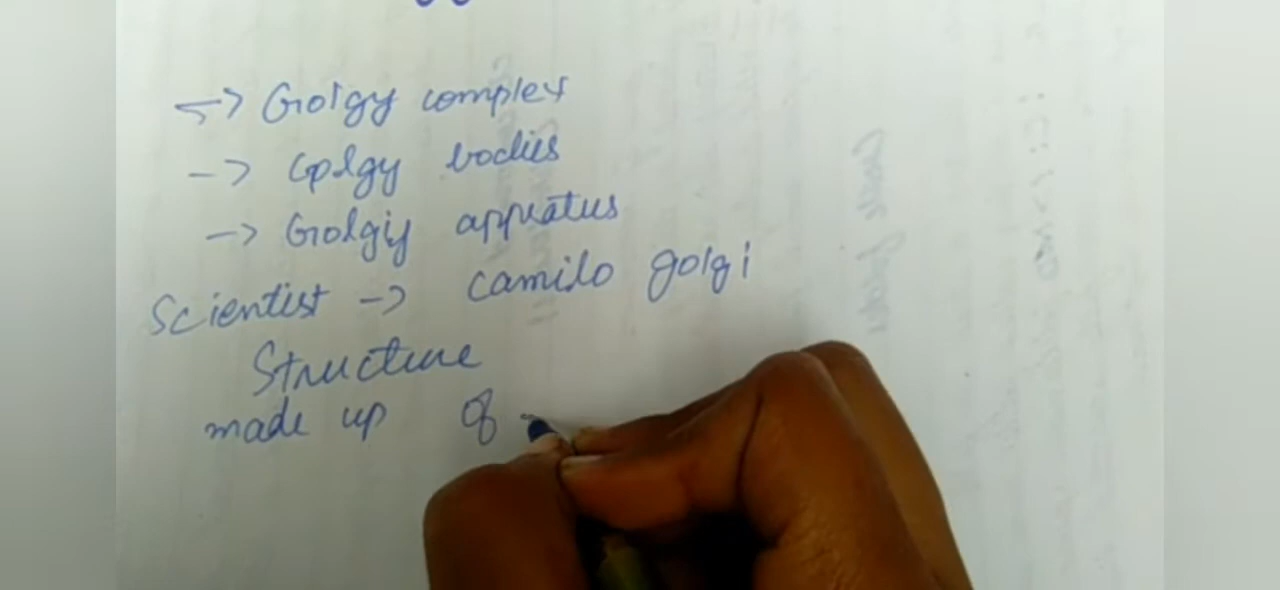 -> Golgy complex
-> Golgy bodies
-> Golgiy appratus
Scientist -> camilo golgi
Structure
made up of